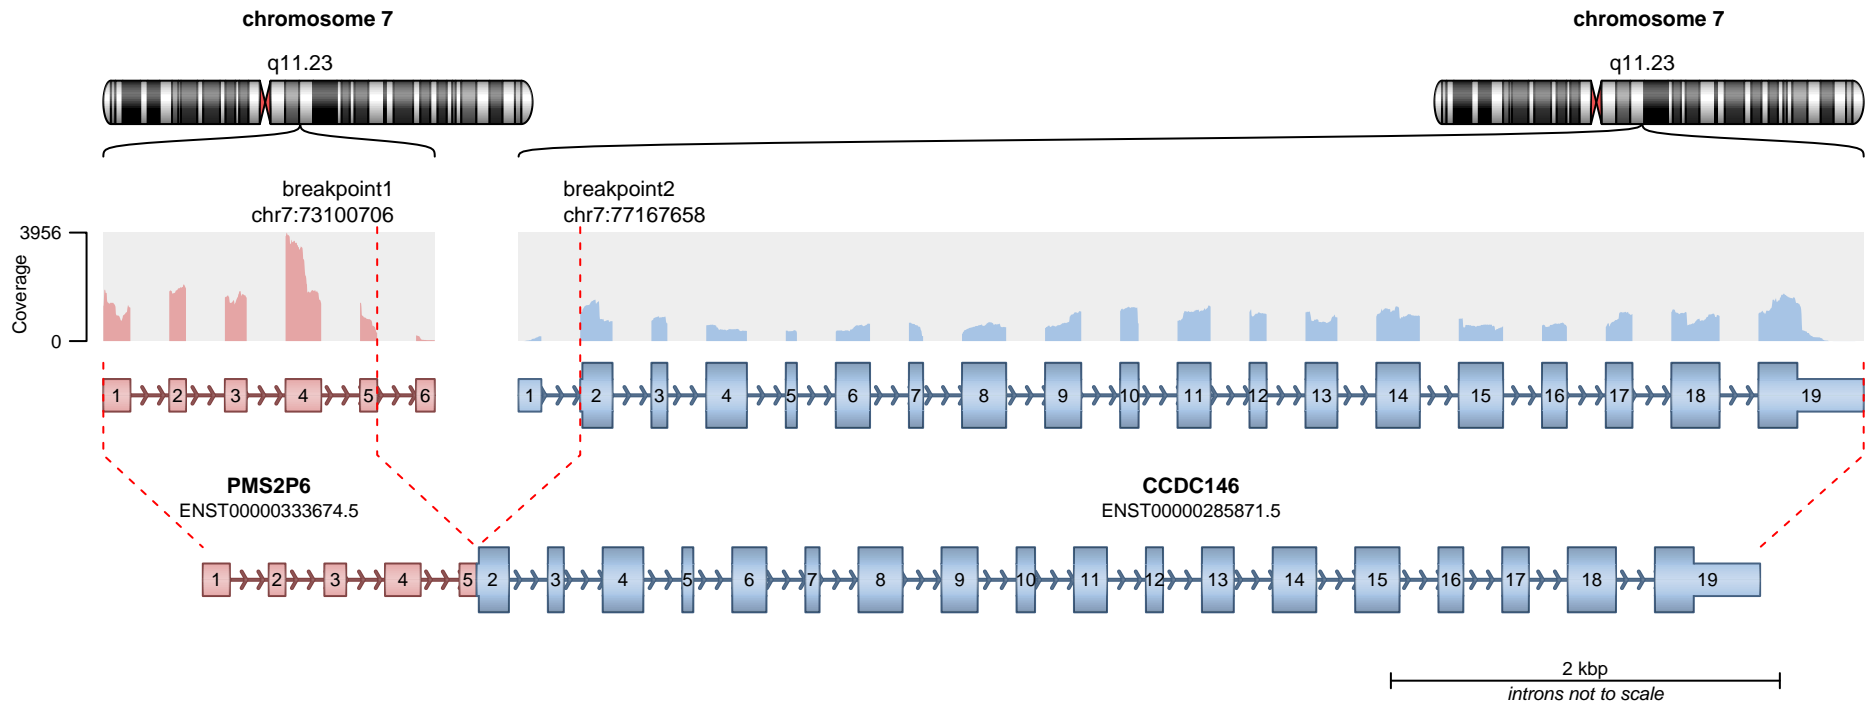 chromosome 7
chromosome 7
q11.23
q11.23
breakpoint1
chr7:73100706
breakpoint2
chr7:77167658
3956
Coverage
0
1 2 3 4 5 6
1 2 3 4 5 6 7 8 9 10 11 12 13 14 15 16 17 18 19
PMS2P6
ENST00000333674.5
CCDC146
ENST00000285871.5
1 2 3 4 5 2 3 4 5 6 7 8 9 10 11 12 13 14 15 16 17 18 19
2 kbp
introns not to scale